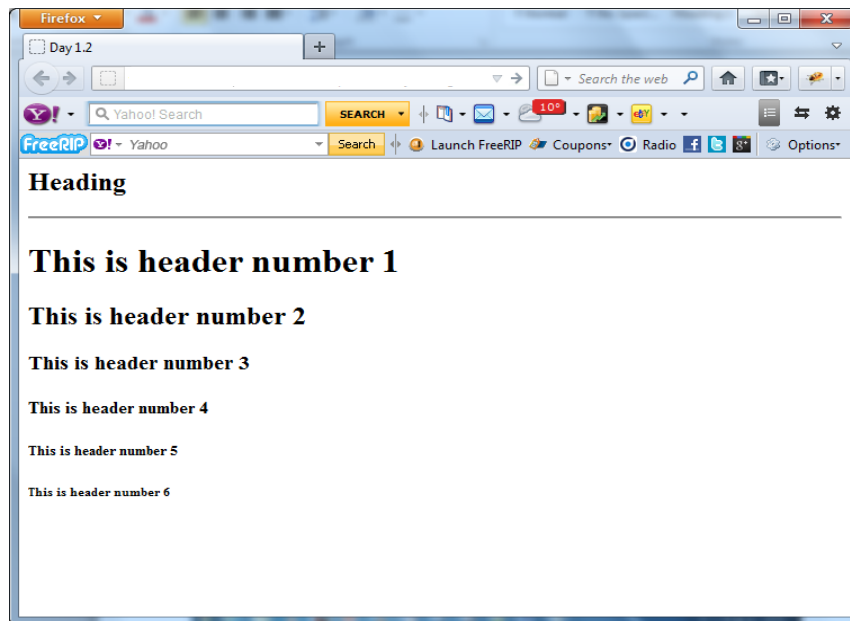 Firefox
Day 1.2
Search the web
Y! Yahoo! Search SEARCH 10° ebY
FreeRIP Y! Yahoo Search Launch FreeRIP Coupons Radio f g+ Options
Heading
This is header number 1
This is header number 2
This is header number 3
This is header number 4
This is header number 5
This is header number 6